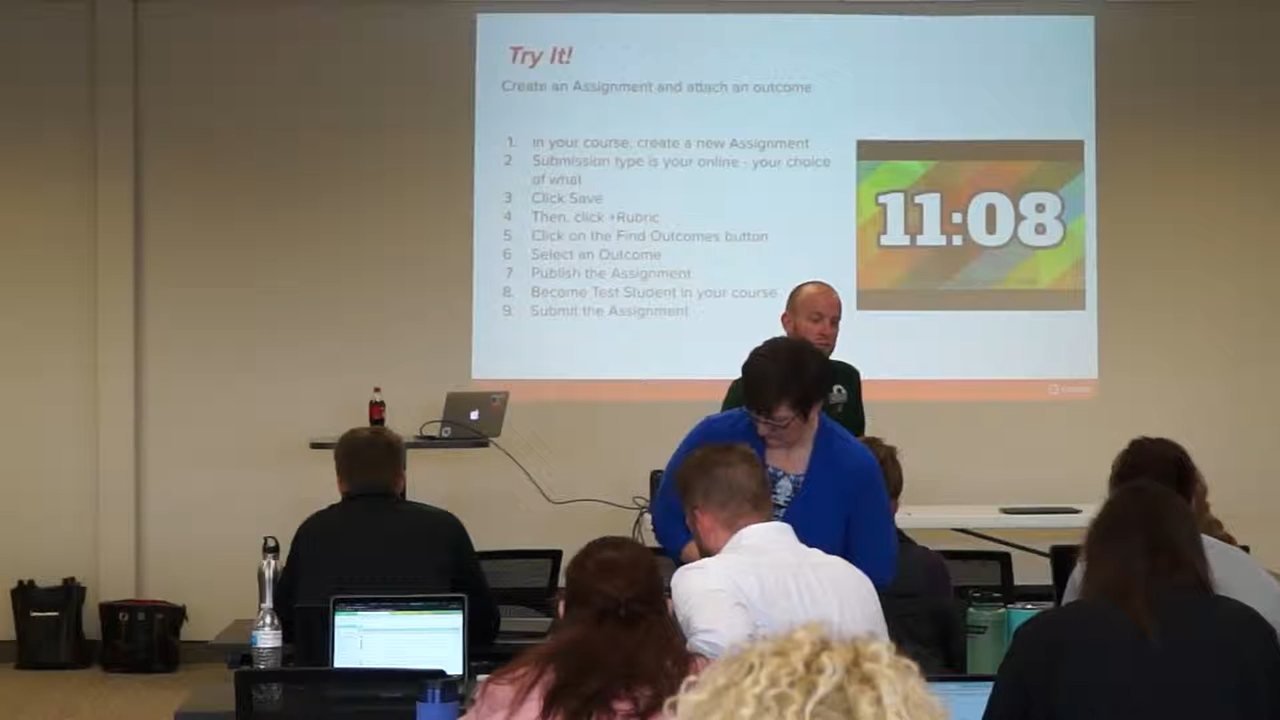 Try It!
Create an Assignment and attach an outcome
1. In your course, create a new Assignment
2 Submission type is your online - your choice
of what
3 Click Save
4 Then, click +Rubric
5 Click on the Find Outcomes button
6 Select an Outcome
7 Publish the Assignment
8. Become Test Student in your course
9. Submit the Assignment
11:08